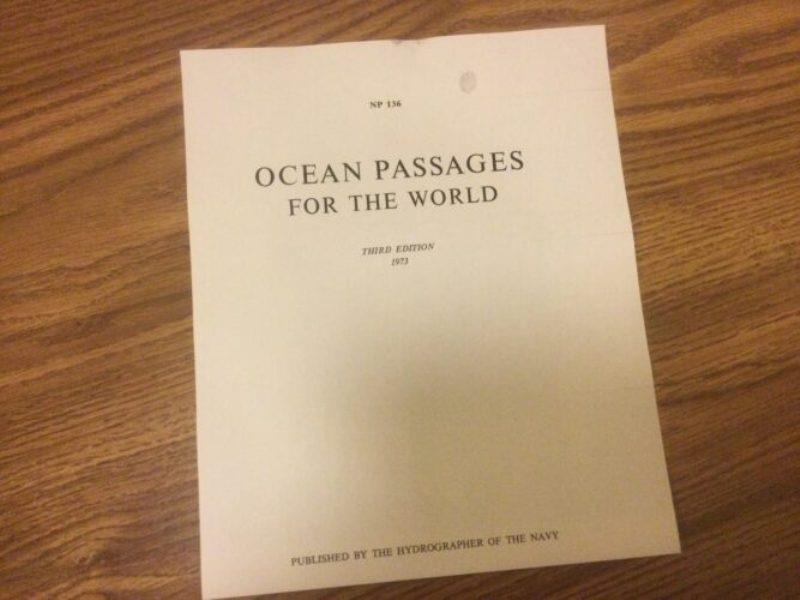 NP 136
OCEAN PASSAGES
FOR THE WORLD
THIRD EDITION
1973
PUBLISHED BY THE HYDROGRAPHER OF THE NAVY